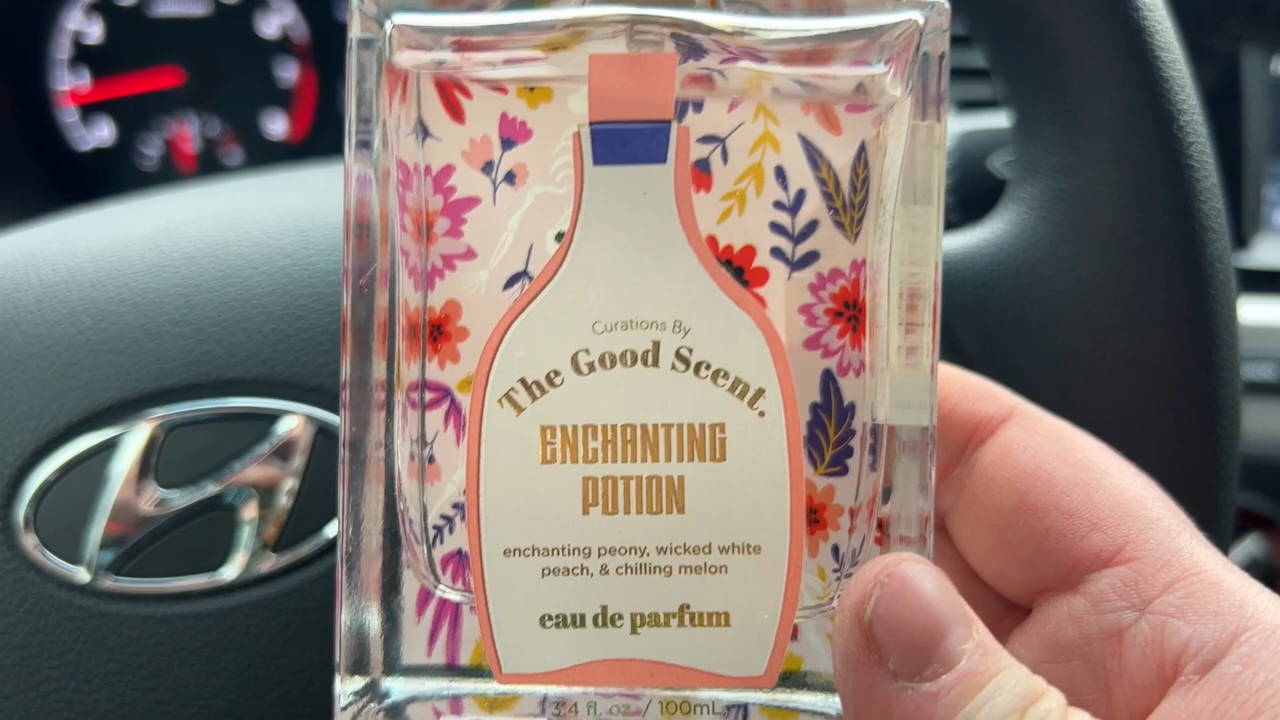 Curations By
The Good Scent.
ENCHANTING
POTION
enchanting peony, wicked white
peach, & chilling melon
eau de parfum
3.4 fl. oz / 100mL